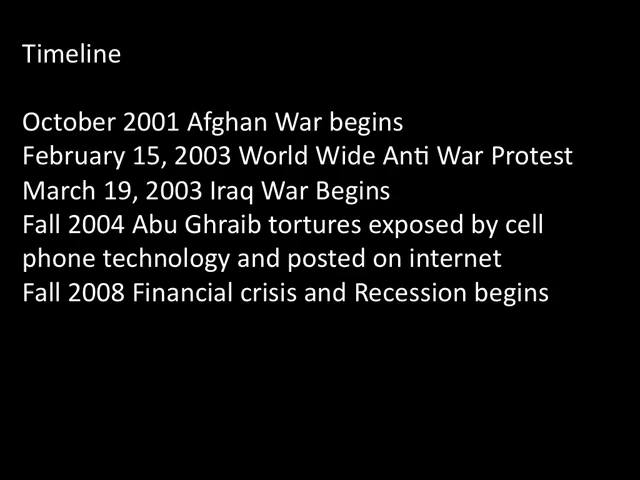 Timeline
October 2001 Afghan War begins
February 15, 2003 World Wide Anti War Protest
March 19, 2003 Iraq War Begins
Fall 2004 Abu Ghraib tortures exposed by cell
phone technology and posted on internet
Fall 2008 Financial crisis and Recession begins